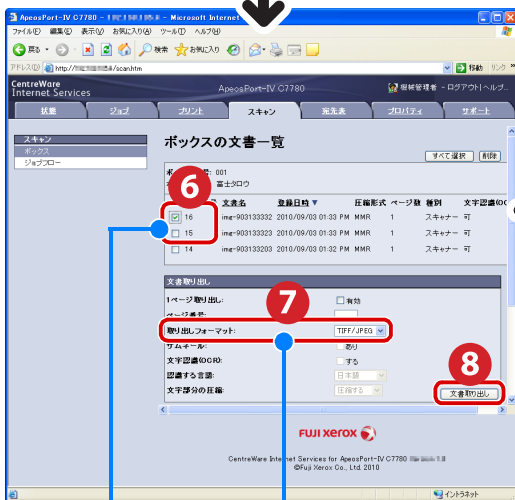 ApeosPort-IV C7780 - - Microsoft Internet
ファイル(F) 編集(E) 表示(V) お気に入り(A) ツール(T) ヘルプ(H)
戻る 検索 お気に入り
アドレス(D) http:// /scan.htm 移動 リンク »
CentreWare
Internet Services
ApeosPort-IV C7780
機械管理者 - ログアウト|ヘルプ...
状態 ジョブ プリント スキャン 宛先表 プロパティ サポート
スキャン
ボックス
ジョブフロー
ボックスの文書一覧
すべて選択 削除
号: 001
富士タロウ
6
文書名 登録日時 ▼ 圧縮形式 ページ数 種別 文字認識(OC
16 img-903133332 2010/09/03 01:33 PM MMR 1 スキャナー 可
15 img-903133323 2010/09/03 01:33 PM MMR 1 スキャナー 可
14 img-903133203 2010/09/03 01:32 PM MMR 1 スキャナー 可
文書取り出し
1ページ取り出し: 有効
ページ番号:
7
取り出しフォーマット: TIFF/JPEG
サムネール: あり
文字認識(OCR): する
認識する言語: 日本語
文字部分の圧縮: 圧縮する
8
文書取り出し
FUJI XEROX
CentreWare Internet Services for ApeosPort-IV C7780
©Fuji Xerox Co., Ltd. 2010
イントラネット